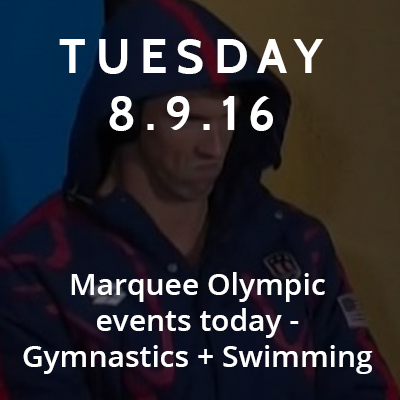 TUESDAY
8.9.16
Marquee Olympic
events today -
Gymnastics + Swimming